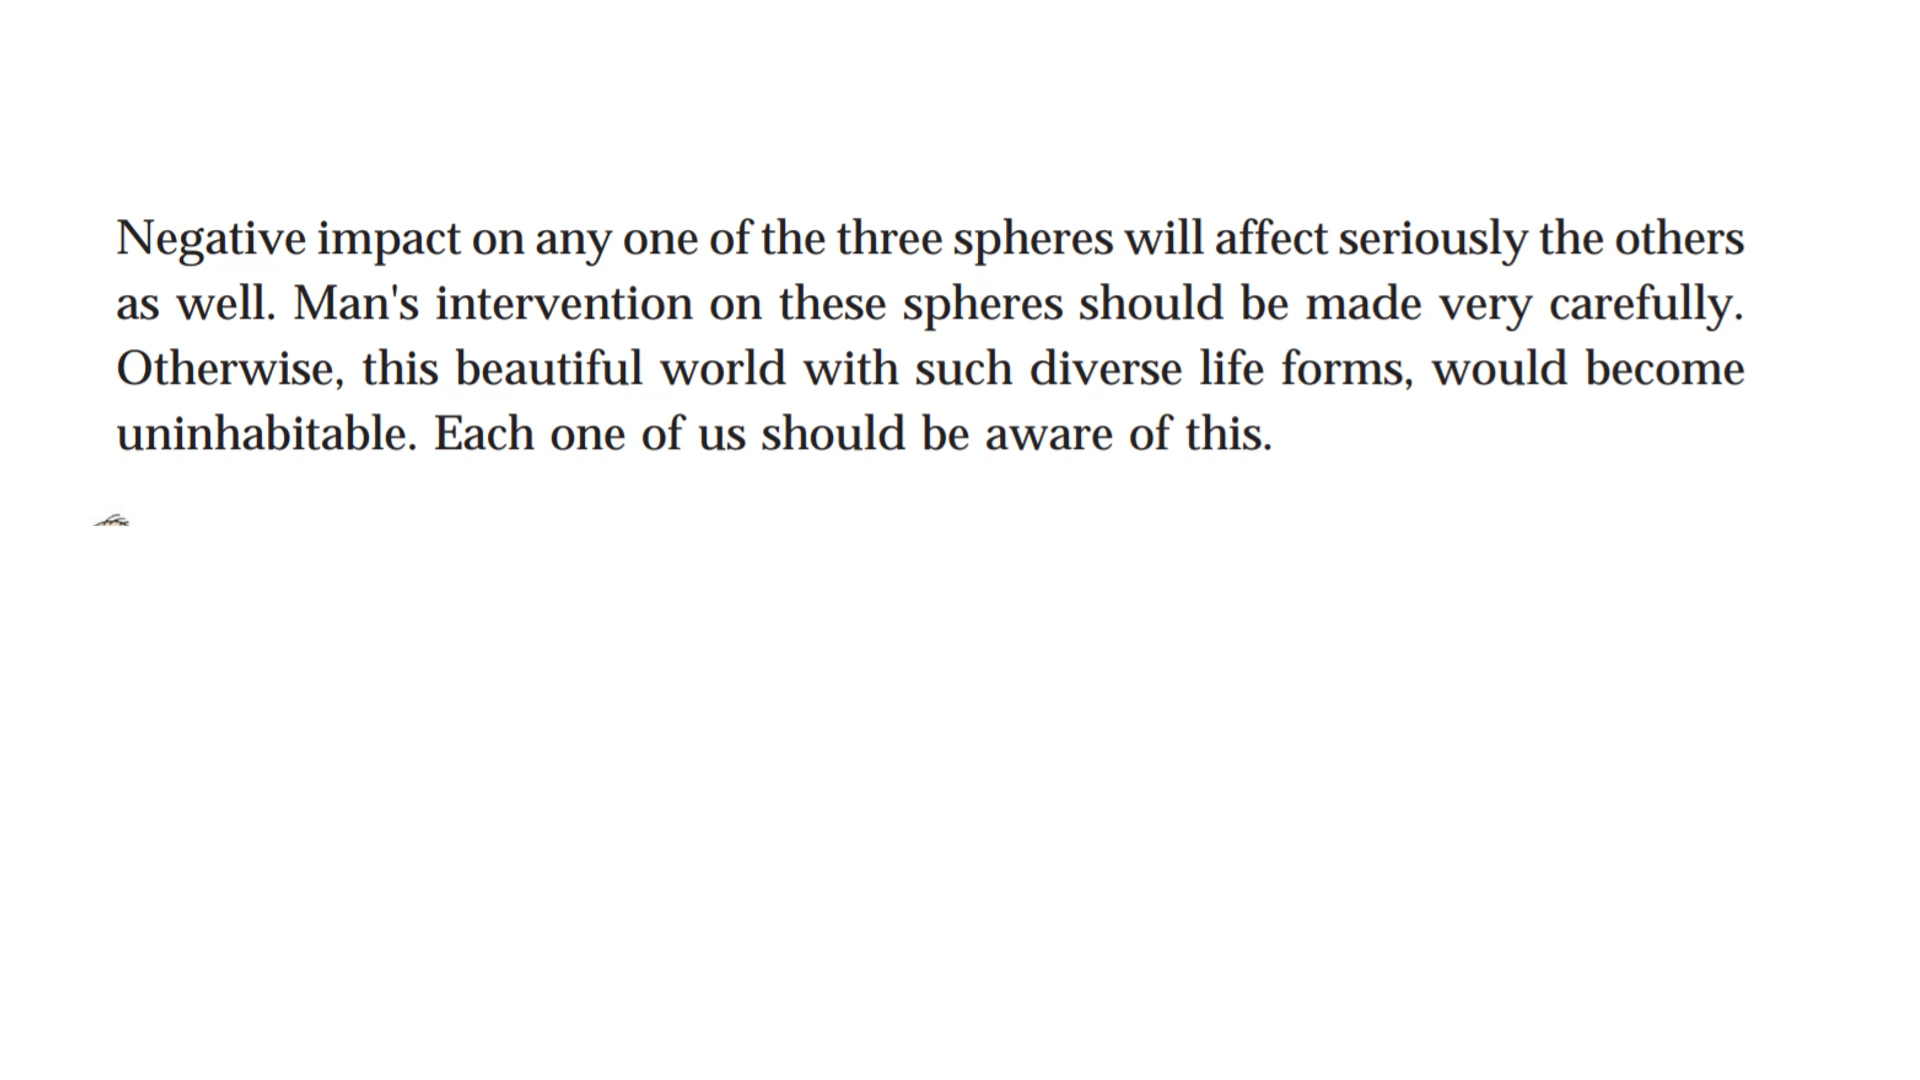 Negative impact on any one of the three spheres will affect seriously the others
as well. Man's intervention on these spheres should be made very carefully.
Otherwise, this beautiful world with such diverse life forms, would become
uninhabitable. Each one of us should be aware of this.